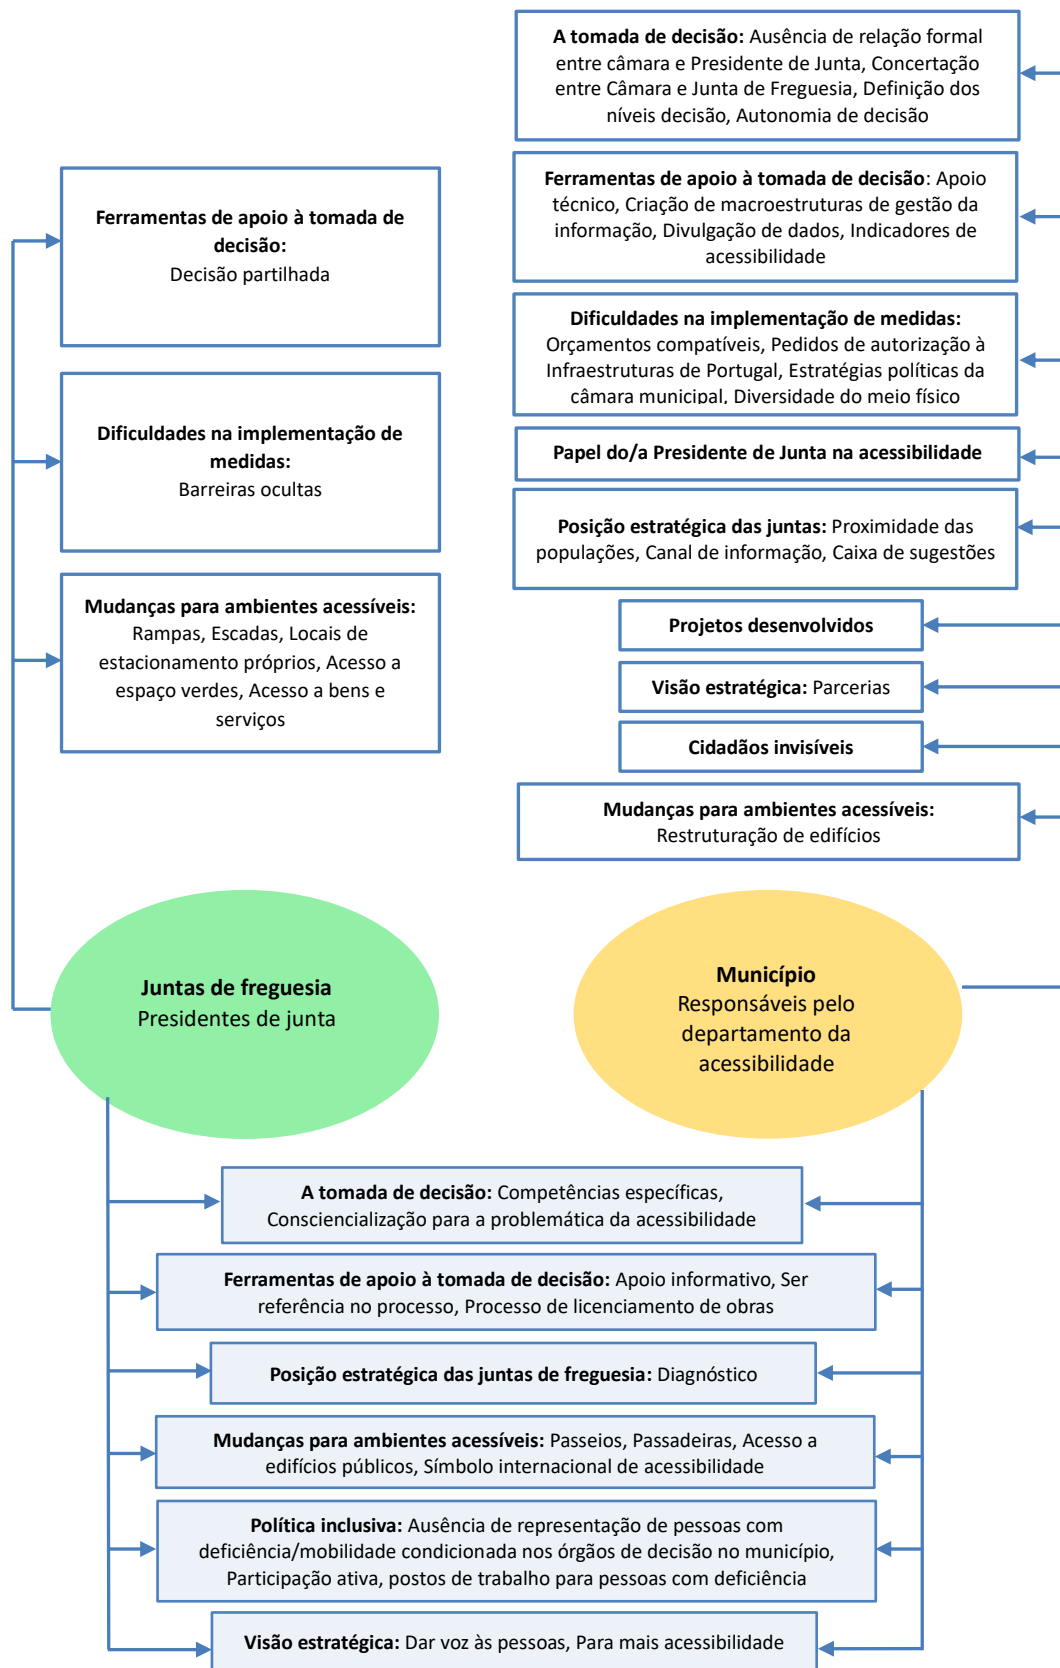 A tomada de decisão: Ausência de relação formal
entre câmara e Presidente de Junta, Concertação
entre Câmara e Junta de Freguesia, Definição dos
níveis decisão, Autonomia de decisão
Ferramentas de apoio à tomada de decisão: Apoio
técnico, Criação de macroestruturas de gestão da
informação, Divulgação de dados, Indicadores de
acessibilidade
Ferramentas de apoio à tomada de
decisão:
Decisão partilhada
Dificuldades na implementação de medidas:
Orçamentos compatíveis, Pedidos de autorização à
Infraestruturas de Portugal, Estratégias políticas da
câmara municipal, Diversidade do meio físico
Dificuldades na implementação de
medidas:
Barreiras ocultas
Papel do/a Presidente de Junta na acessibilidade
Posição estratégica das juntas: Proximidade das
populações, Canal de informação, Caixa de sugestões
Mudanças para ambientes acessíveis:
Rampas, Escadas, Locais de
estacionamento próprios, Acesso a
espaço verdes, Acesso a bens e
serviços
Projetos desenvolvidos
Visão estratégica: Parcerias
Cidadãos invisíveis
Mudanças para ambientes acessíveis:
Restruturação de edifícios
Juntas de freguesia
Presidentes de junta
Município
Responsáveis pelo
departamento da
acessibilidade
A tomada de decisão: Competências específicas,
Consciencialização para a problemática da acessibilidade
Ferramentas de apoio à tomada de decisão: Apoio informativo, Ser
referência no processo, Processo de licenciamento de obras
Posição estratégica das juntas de freguesia: Diagnóstico
Mudanças para ambientes acessíveis: Passeios, Passadeiras, Acesso a
edifícios públicos, Símbolo internacional de acessibilidade
Política inclusiva: Ausência de representação de pessoas com
deficiência/mobilidade condicionada nos órgãos de decisão no município,
Participação ativa, postos de trabalho para pessoas com deficiência
Visão estratégica: Dar voz às pessoas, Para mais acessibilidade